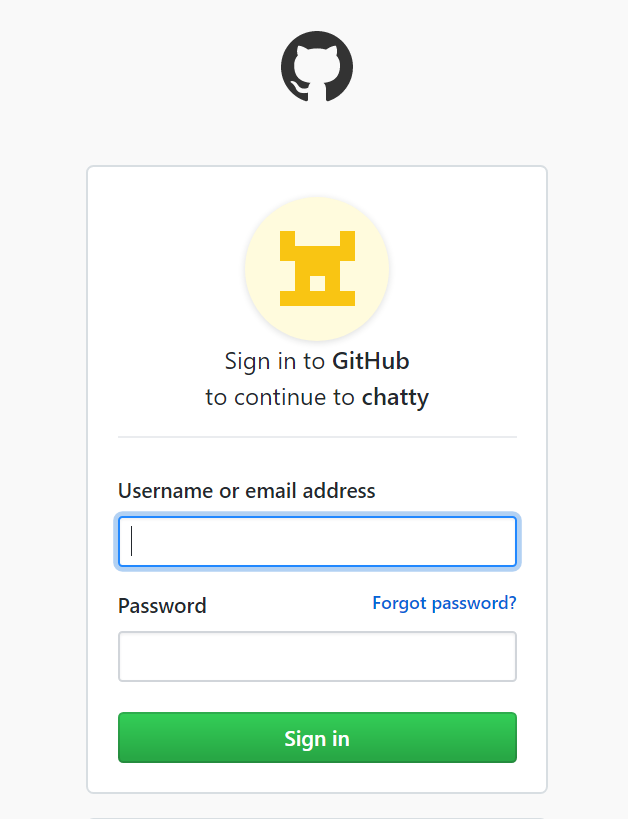 Sign in to GitHub
to continue to chatty
Username or email address
Password
Forgot password?
Sign in